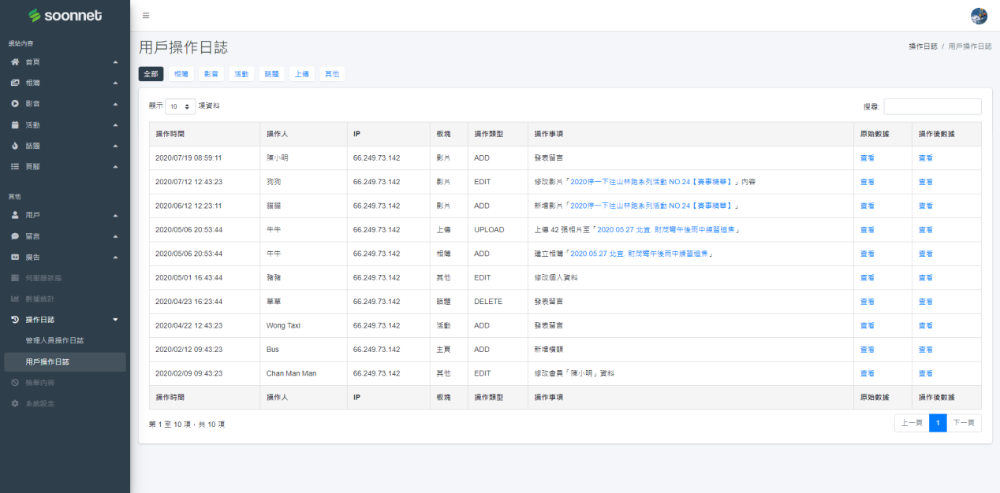 soonnet
網站內容
首頁
相簿
影音
活動
話題
頁腳
其他
用戶
留言
廣告
伺服器狀態
數據統計
操作日誌
管理人員操作日誌
用戶操作日誌
檢舉內容
系統設定
用戶操作日誌
操作日誌 / 用戶操作日誌
全部 相簿 影音 活動 話題 上傳 其他
顯示 10 項資料 搜尋:
操作時間 操作人 IP 板塊 操作類型 操作事項 原始數據 操作後數據
2020/07/19 08:59:11 陳小明 66.249.73.142 影片 ADD 發表留言 查看 查看
2020/07/12 12:43:23 狗狗 66.249.73.142 影片 EDIT 修改影片「2020停一下往山林跑系列活動 NO.24【賽事精華】」內容 查看 查看
2020/06/12 12:23:11 貓貓 66.249.73.142 影片 ADD 新增影片「2020停一下往山林跑系列活動 NO.24【賽事精華】」 查看 查看
2020/05/06 20:53:44 牛牛 66.249.73.142 上傳 UPLOAD 上傳 42 張相片至「2020.05.27 北宜. 財茂彎午後雨中練習追焦」 查看 查看
2020/05/06 20:53:44 牛牛 66.249.73.142 相簿 ADD 建立相簿「2020.05.27 北宜. 財茂彎午後雨中練習追焦」 查看 查看
2020/05/01 16:43:44 豬豬 66.249.73.142 其他 EDIT 修改個人資料 查看 查看
2020/04/23 16:23:44 草草 66.249.73.142 話題 DELETE 發表留言 查看 查看
2020/04/22 12:43:23 Wong Taxi 66.249.73.142 活動 ADD 發表留言 查看 查看
2020/02/12 09:43:23 Bus 66.249.73.142 主頁 ADD 新增橫額 查看 查看
2020/02/09 09:43:23 Chan Man Man 66.249.73.142 其他 EDIT 修改會員「陳小明」資料 查看 查看
操作時間 操作人 IP 板塊 操作類型 操作事項 原始數據 操作後數據
第 1 至 10 項，共 10 項 上一頁 1 下一頁